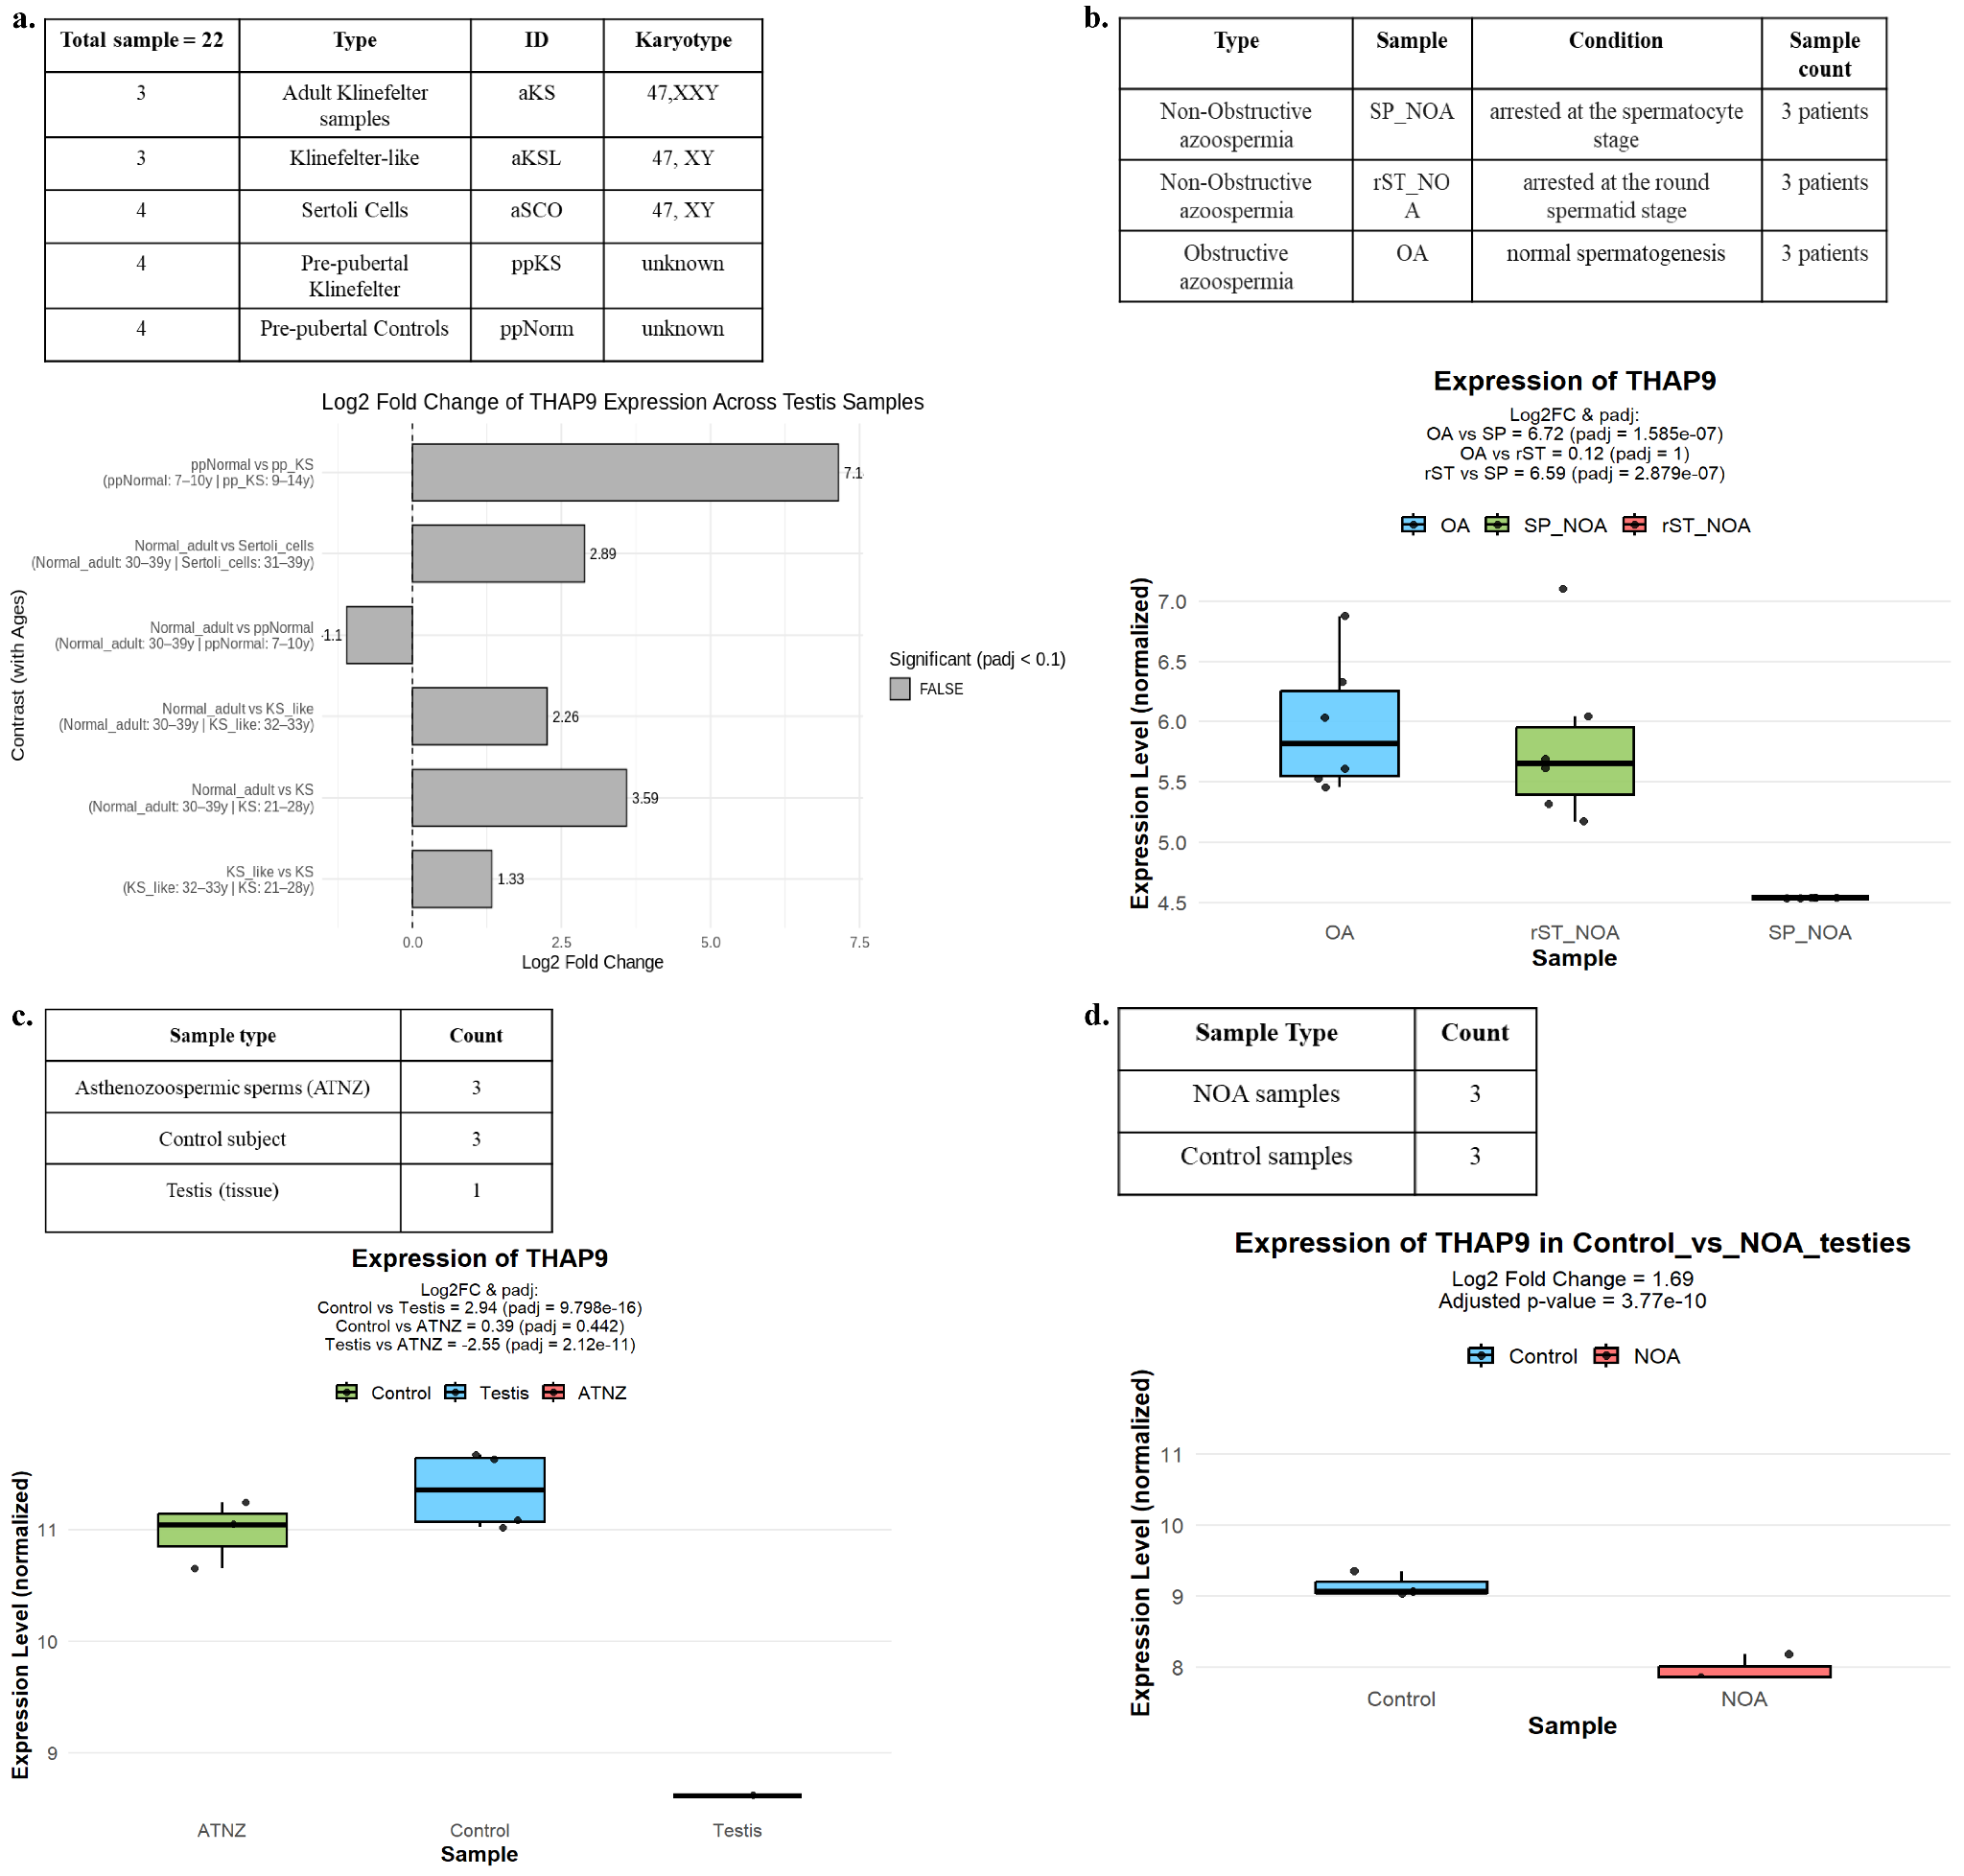 a.
Total sample = 22 Type ID Karyotype
3 Adult Klinefelter samples aKS 47,XXY
3 Klinefelter-like aKSL 47, XY
4 Sertoli Cells aSCO 47, XY
4 Pre-pubertal Klinefelter ppKS unknown
4 Pre-pubertal Controls ppNorm unknown
Log2 Fold Change of THAP9 Expression Across Testis Samples
Contrast (with Ages)
ppNormal vs pp_KS
(ppNormal: 7–10y | pp_KS: 9–14y)
7.1
Normal_adult vs Sertoli_cells
(Normal_adult: 30–39y | Sertoli_cells: 31–39y)
2.89
Normal_adult vs ppNormal
(Normal_adult: 30–39y | ppNormal: 7–10y)
-1.1
Normal_adult vs KS_like
(Normal_adult: 30–39y | KS_like: 32–33y)
2.26
Normal_adult vs KS
(Normal_adult: 30–39y | KS: 21–28y)
3.59
KS_like vs KS
(KS_like: 32–33y | KS: 21–28y)
1.33
0.0 2.5 5.0 7.5
Log2 Fold Change
Significant (padj < 0.1)
FALSE
b.
Type Sample Condition Sample count
Non-Obstructive azoospermia SP_NOA arrested at the spermatocyte stage 3 patients
Non-Obstructive azoospermia rST_NO A arrested at the round spermatid stage 3 patients
Obstructive azoospermia OA normal spermatogenesis 3 patients
Expression of THAP9
Log2FC & padj:
OA vs SP = 6.72 (padj = 1.585e-07)
OA vs rST = 0.12 (padj = 1)
rST vs SP = 6.59 (padj = 2.879e-07)
OA SP_NOA rST_NOA
Expression Level (normalized)
7.0
6.5
6.0
5.5
5.0
4.5
OA rST_NOA SP_NOA
Sample
c.
Sample type Count
Asthenozoospermic sperms (ATNZ) 3
Control subject 3
Testis (tissue) 1
Expression of THAP9
Log2FC & padj:
Control vs Testis = 2.94 (padj = 9.798e-16)
Control vs ATNZ = 0.39 (padj = 0.442)
Testis vs ATNZ = -2.55 (padj = 2.12e-11)
Control Testis ATNZ
Expression Level (normalized)
11
10
9
ATNZ Control Testis
Sample
d.
Sample Type Count
NOA samples 3
Control samples 3
Expression of THAP9 in Control_vs_NOA_testies
Log2 Fold Change = 1.69
Adjusted p-value = 3.77e-10
Control NOA
Expression Level (normalized)
11
10
9
8
Control NOA
Sample